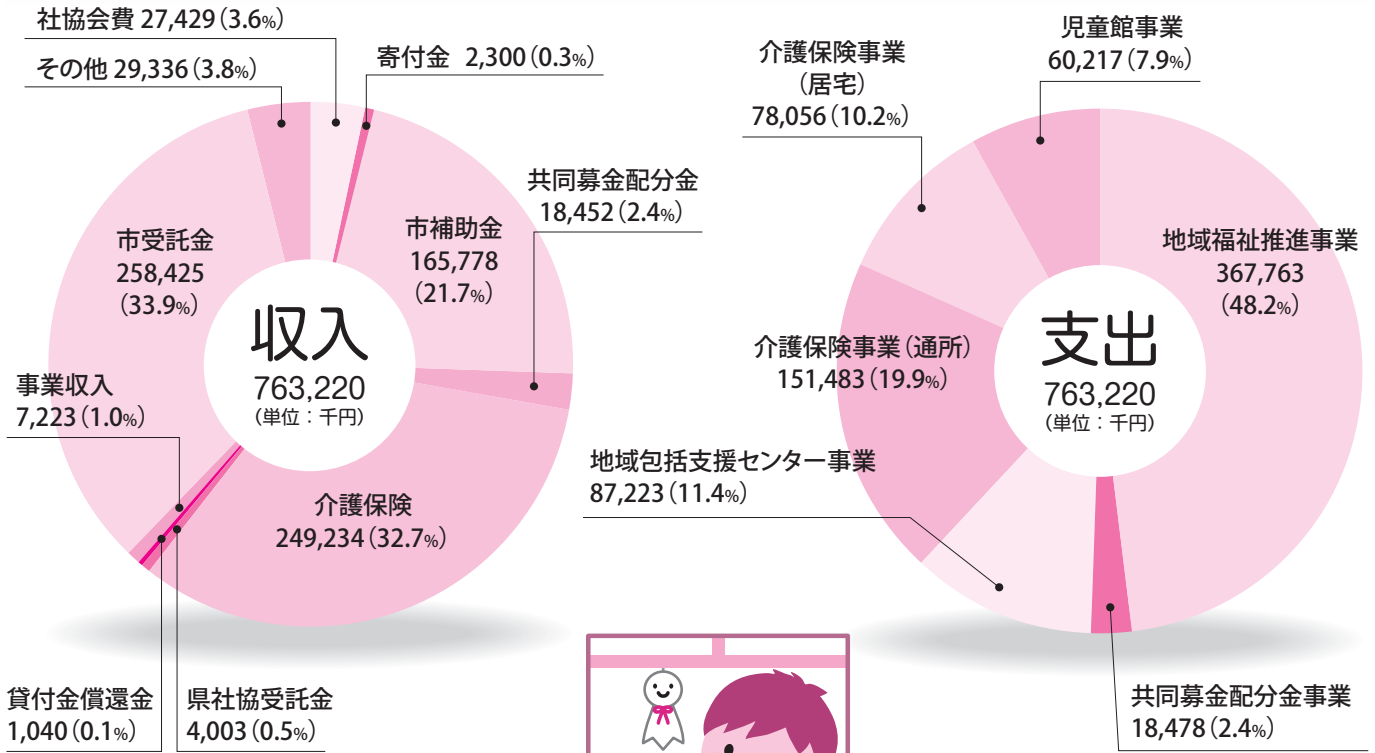 社協会費 27,429(3.6%)
その他 29,336(3.8%)
寄付金 2,300(0.3%)
市補助金
165,778
(21.7%)
共同募金配分金
18,452(2.4%)
市受託金
258,425
(33.9%)
収入
763,220
(単位:千円)
事業収入
7,223(1.0%)
介護保険
249,234(32.7%)
貸付金償還金
1,040(0.1%)
県社協受託金
4,003(0.5%)
児童館事業
60,217(7.9%)
介護保険事業
(居宅)
78,056(10.2%)
地域福祉推進事業
367,763
(48.2%)
支出
763,220
(単位:千円)
介護保険事業(通所)
151,483(19.9%)
地域包括支援センター事業
87,223(11.4%)
共同募金配分金事業
18,478(2.4%)